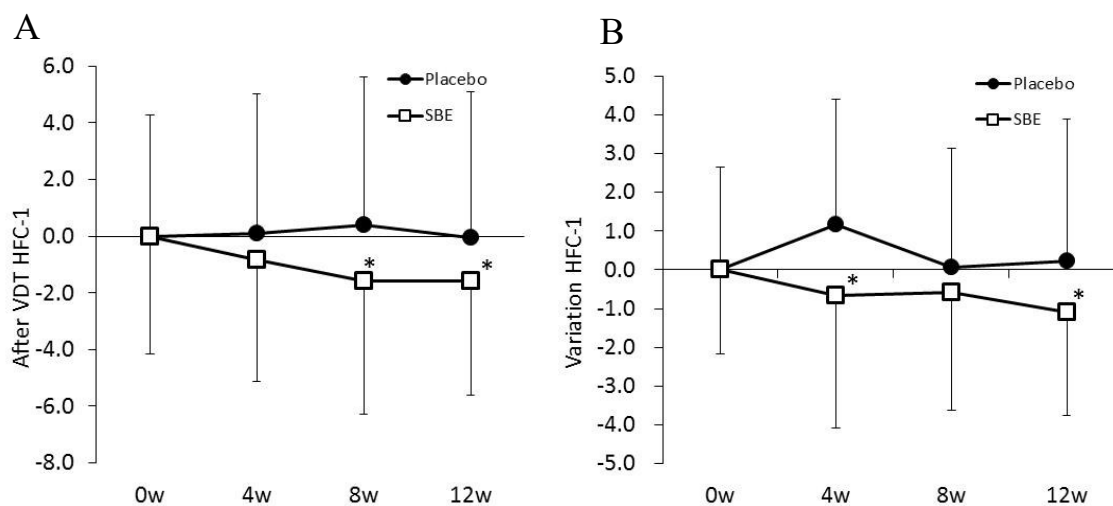 A
After VDT HFC-1
6.0
4.0
2.0
0.0
-2.0
-4.0
-6.0
-8.0
Placebo
SBE
*
*
0w
4w
8w
12w
B
Variation HFC-1
5.0
4.0
3.0
2.0
1.0
0.0
-1.0
-2.0
-3.0
-4.0
-5.0
Placebo
SBE
*
*
0w
4w
8w
12w